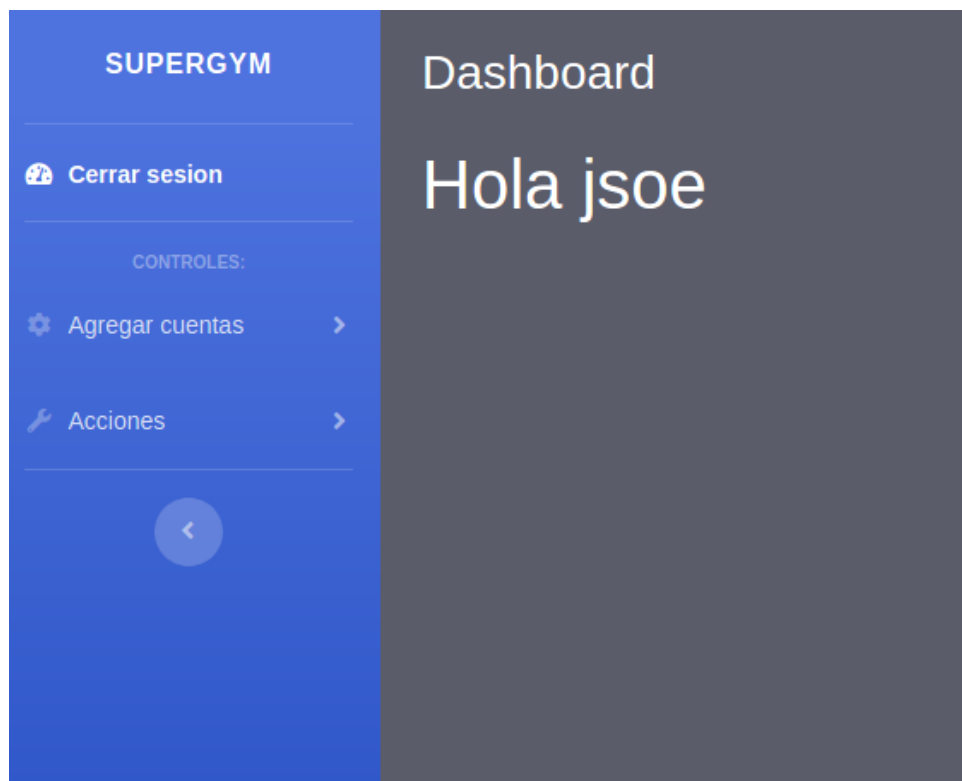 SUPERGYM
Cerrar sesion
CONTROLES:
Agregar cuentas
Acciones
Dashboard
Hola jsoe